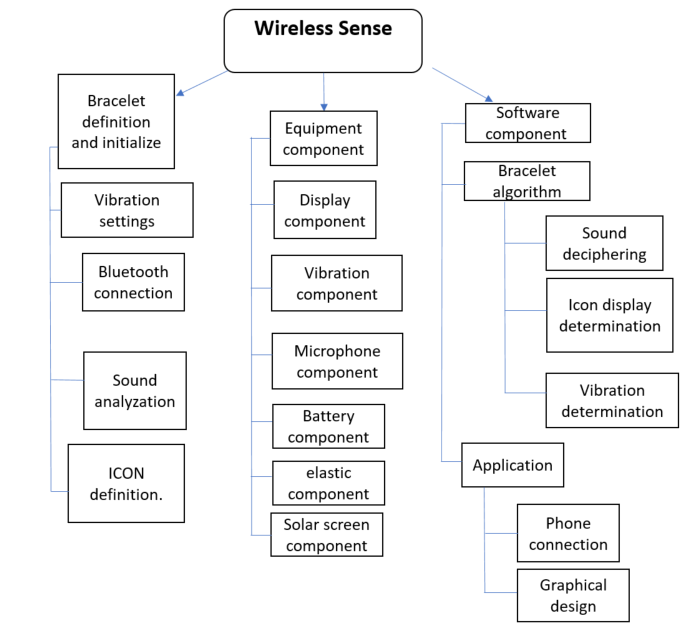 Wireless Sense
Bracelet
definition
and initialize
Vibration
settings
Bluetooth
connection
Sound
analyzation
ICON
definition.
Equipment
component
Display
component
Vibration
component
Microphone
component
Battery
component
elastic
component
Solar screen
component
Software
component
Bracelet
algorithm
Sound
deciphering
Icon display
determination
Vibration
determination
Application
Phone
connection
Graphical
design